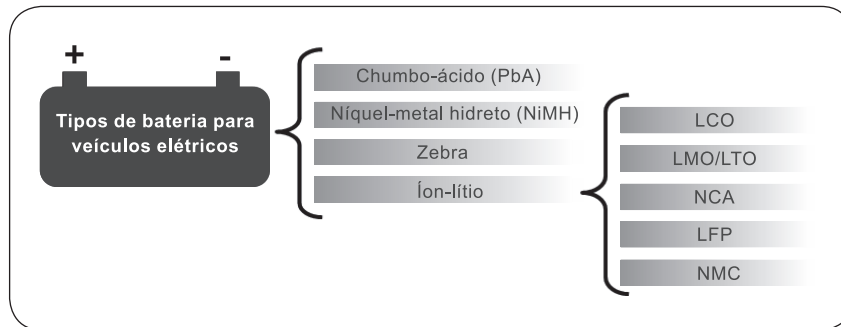 + -
Tipos de bateria para
veículos elétricos
Chumbo-ácido (PbA)
Níquel-metal hidreto (NiMH)
Zebra
Íon-lítio
LCO
LMO/LTO
NCA
LFP
NMC